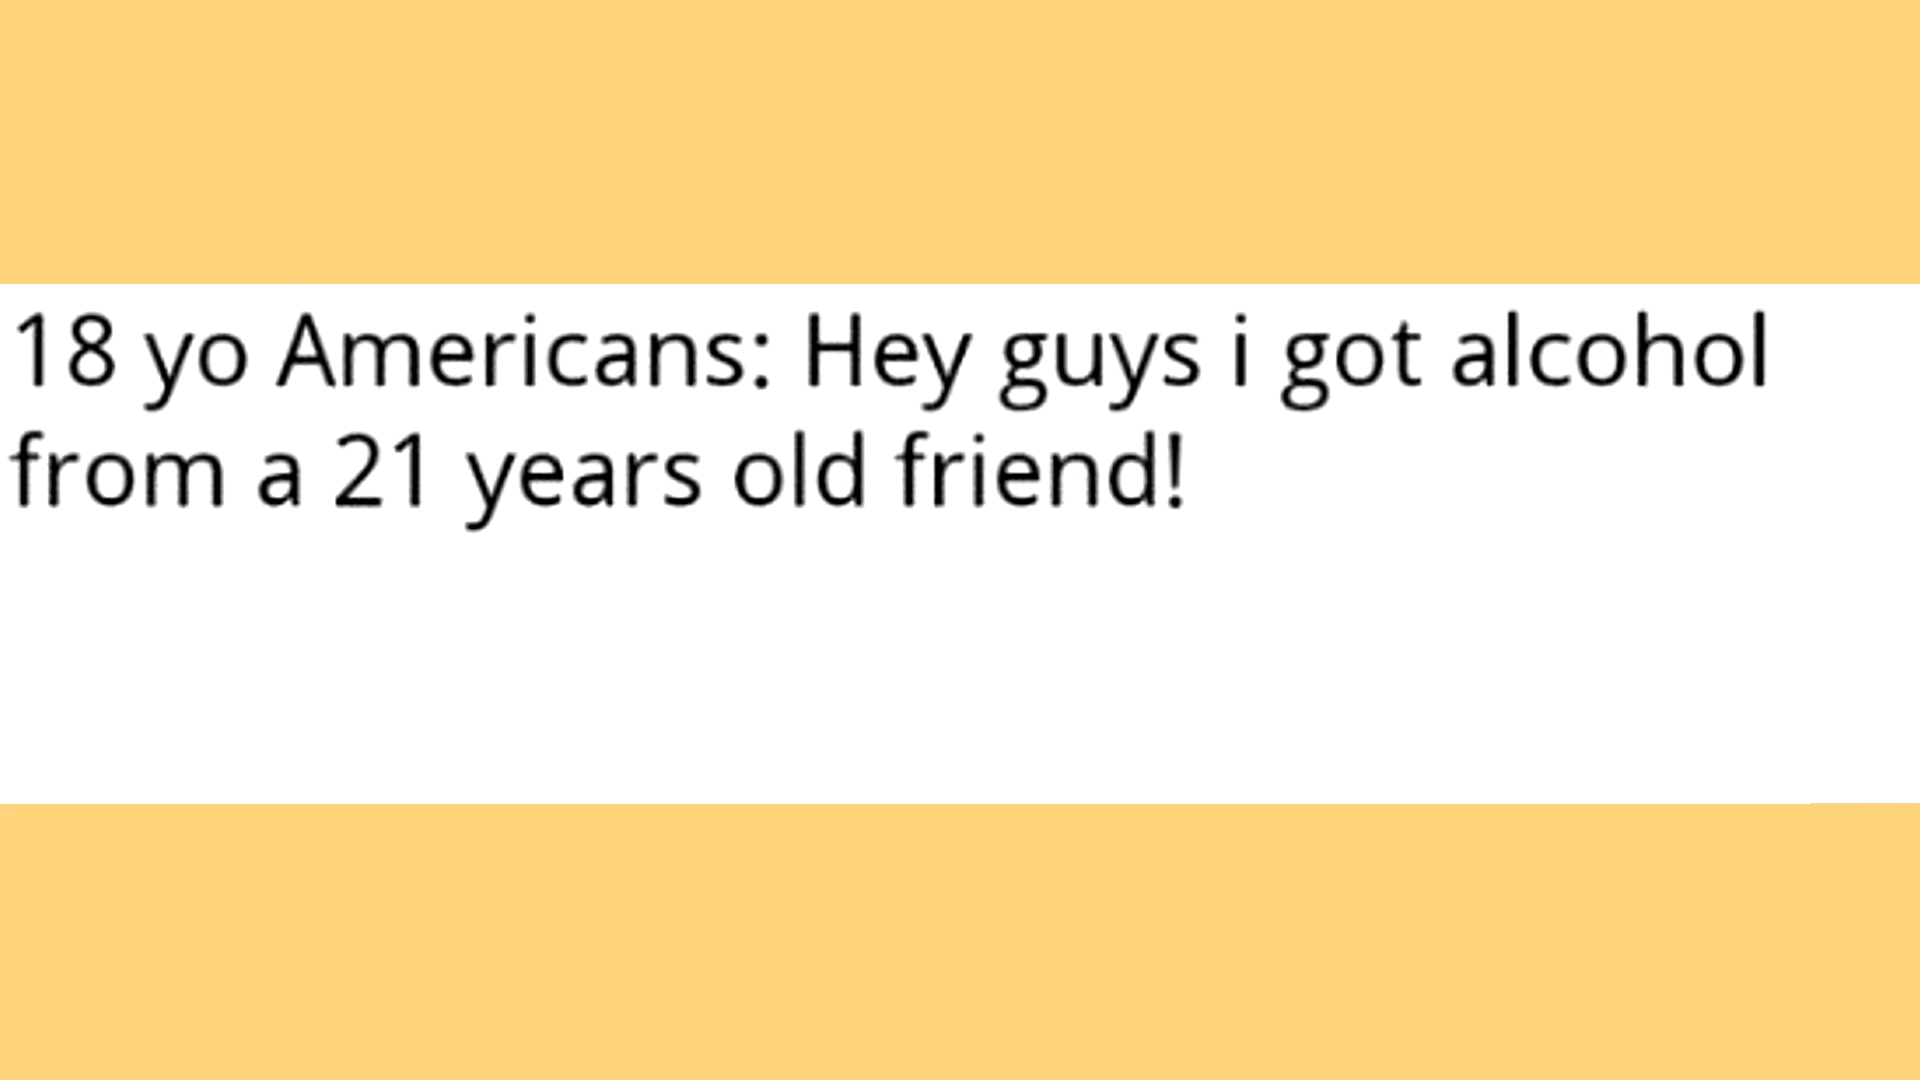 18 yo Americans: Hey guys i got alcohol
from a 21 years old friend!